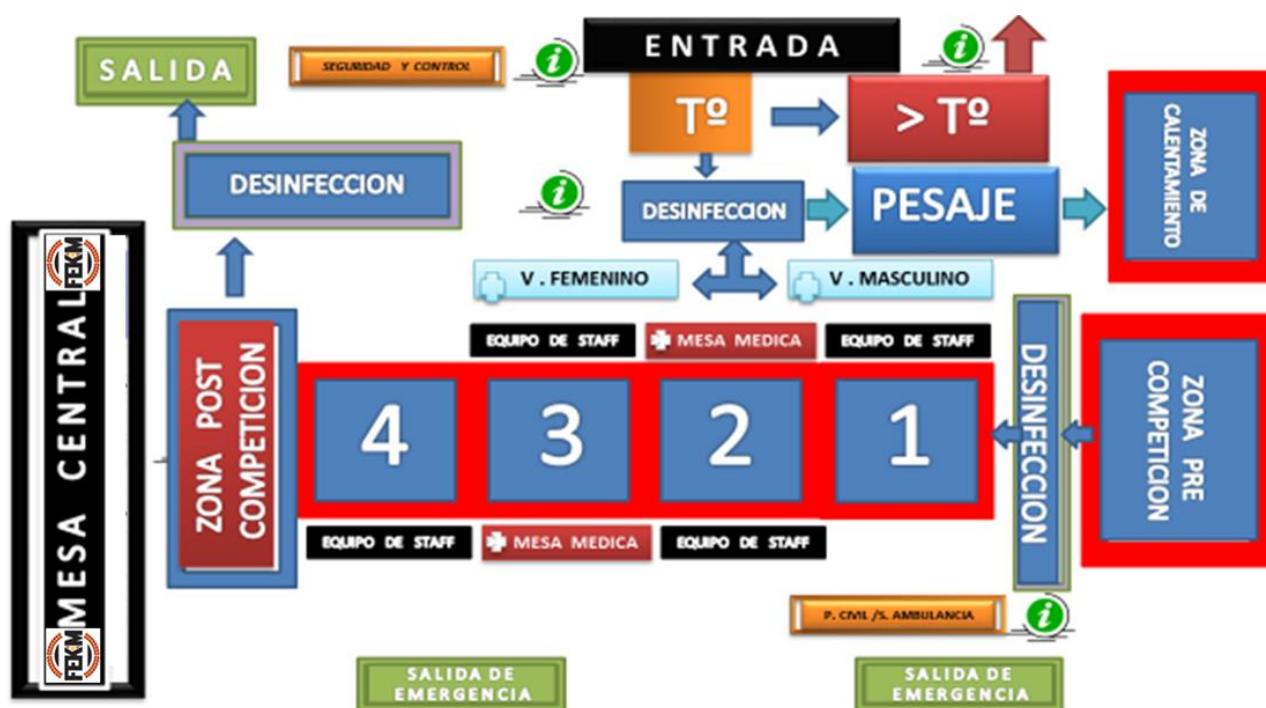 ENTRADA
SALIDA
SEGURIDAD Y CONTROL
i
i
Tº
> Tº
ZONA DE
CALENTAMIENTO
DESINFECCION
i
DESINFECCION
PESAJE
V . FEMENINO
V . MASCULINO
FEKM
MESA CENTRAL
FEKM
EQUIPO DE STAFF
MESA MEDICA
EQUIPO DE STAFF
ZONA POST
COMPETICION
4
3
2
1
DESINFECCION
ZONA PRE
COMPETICION
EQUIPO DE STAFF
MESA MEDICA
EQUIPO DE STAFF
P. CIVIL /S. AMBULANCIA
i
SALIDA DE
EMERGENCIA
SALIDA DE
EMERGENCIA